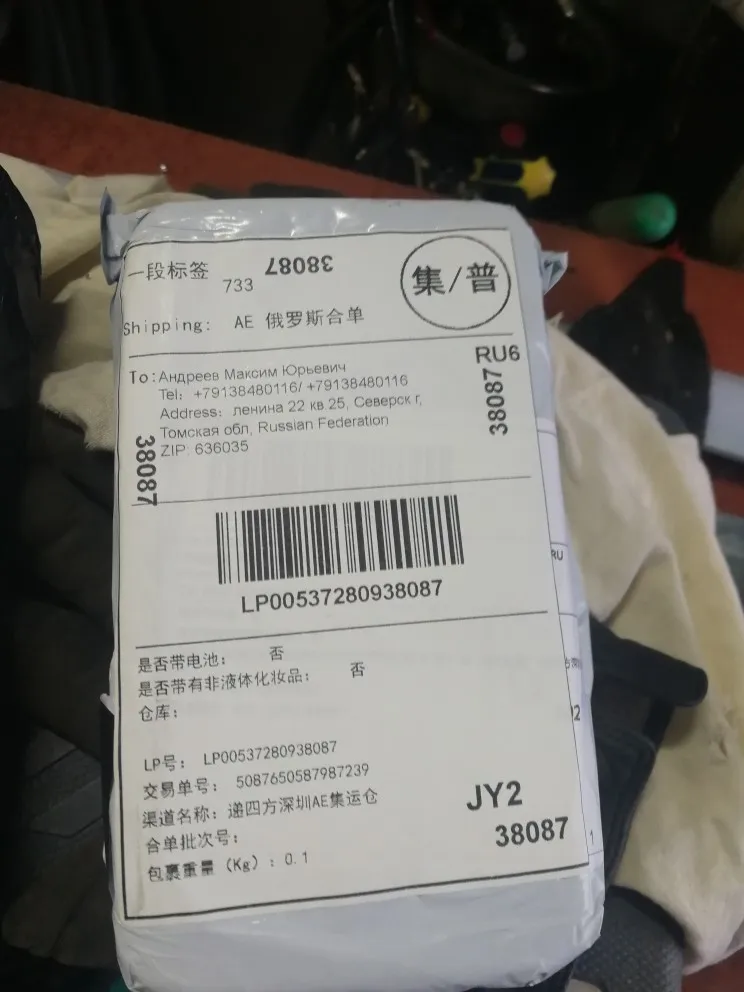 一段标签
733
38087
集/普
Shipping: AE 俄罗斯合单
To:Андреев Максим Юрьевич
Tel: +79138480116/ +79138480116
Address: ленина 22 кв 25, Северск г,
Томская обл, Russian Federation
ZIP: 636035
RU6
38087
38087
LP00537280938087
是否带电池: 否
是否带有非液体化妆品: 否
仓库:
LP号: LP00537280938087
交易单号: 5087650587987239
渠道名称: 递四方深圳AE集运仓
合单批次号:
包裹重量 (Kg) : 0.1
JY2
38087
RU